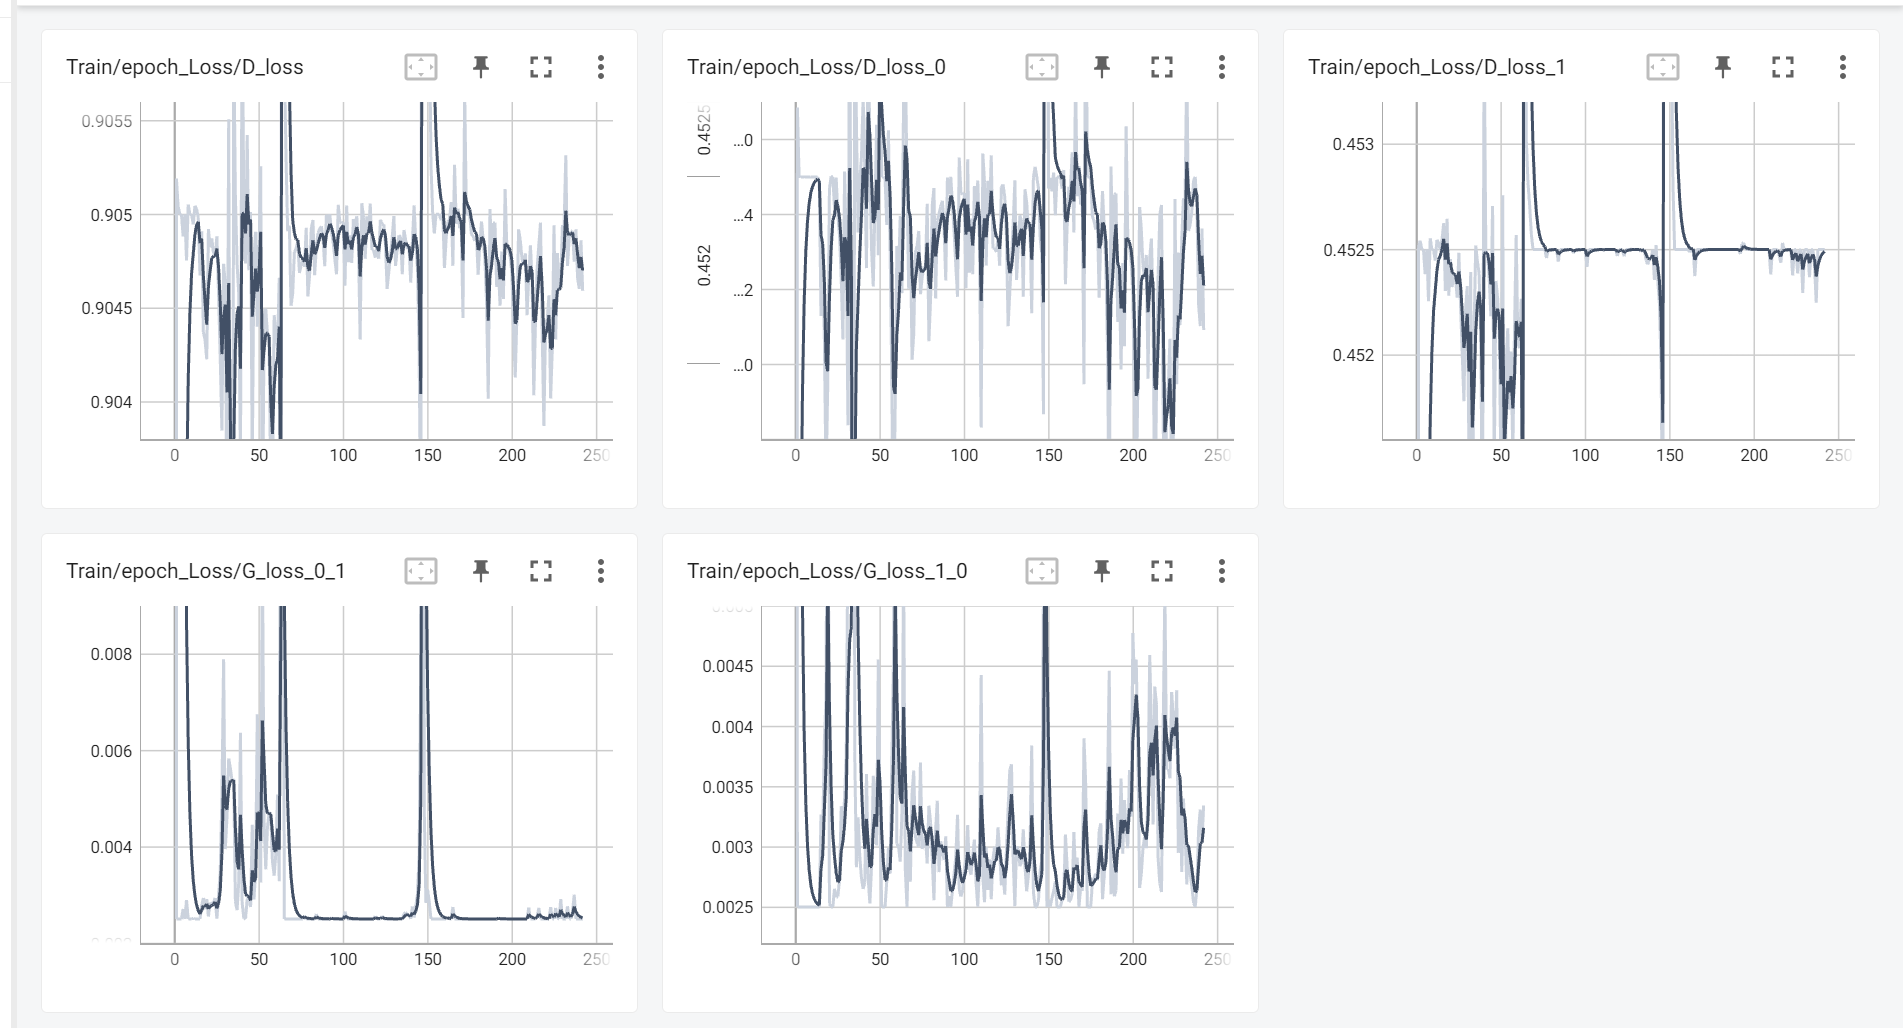 Train/epoch_Loss/D_loss
0.9055
0.905
0.9045
0.904
0 50 100 150 200 250
Train/epoch_Loss/D_loss_0
0.4525
0.452
...0
...4
...2
...0
0 50 100 150 200 250
Train/epoch_Loss/D_loss_1
0.453
0.4525
0.452
0 50 100 150 200 250
Train/epoch_Loss/G_loss_0_1
0.008
0.006
0.004
0 50 100 150 200 250
Train/epoch_Loss/G_loss_1_0
0.0045
0.004
0.0035
0.003
0.0025
0 50 100 150 200 250